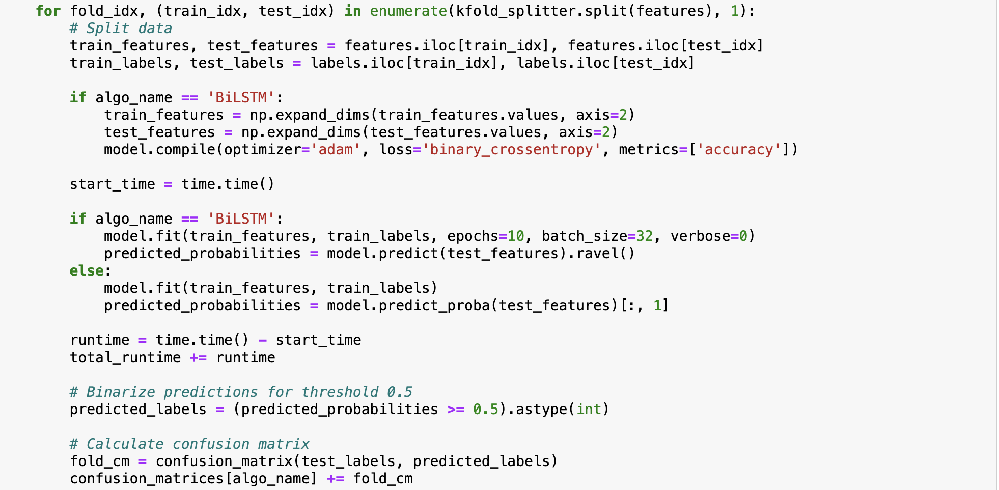 for fold_idx, (train_idx, test_idx) in enumerate(kfold_splitter.split(features), 1):
    # Split data
    train_features, test_features = features.iloc[train_idx], features.iloc[test_idx]
    train_labels, test_labels = labels.iloc[train_idx], labels.iloc[test_idx]

    if algo_name == 'BiLSTM':
        train_features = np.expand_dims(train_features.values, axis=2)
        test_features = np.expand_dims(test_features.values, axis=2)
        model.compile(optimizer='adam', loss='binary_crossentropy', metrics=['accuracy'])

    start_time = time.time()

    if algo_name == 'BiLSTM':
        model.fit(train_features, train_labels, epochs=10, batch_size=32, verbose=0)
        predicted_probabilities = model.predict(test_features).ravel()
    else:
        model.fit(train_features, train_labels)
        predicted_probabilities = model.predict_proba(test_features)[:, 1]

    runtime = time.time() - start_time
    total_runtime += runtime

    # Binarize predictions for threshold 0.5
    predicted_labels = (predicted_probabilities >= 0.5).astype(int)

    # Calculate confusion matrix
    fold_cm = confusion_matrix(test_labels, predicted_labels)
    confusion_matrices[algo_name] += fold_cm